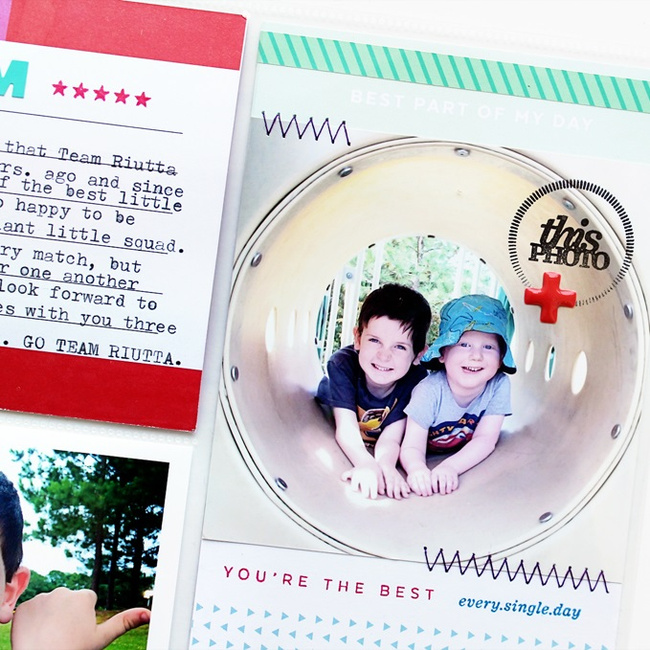 M
that Team Riutta
rs. ago and since
f the best little
o happy to be
ant little squad.
ry match, but
r one another
look forward to
es with you three
. GO TEAM RIUTTA.
BEST PART OF MY DAY
this
PHOTO
YOU'RE THE BEST
every.single.day